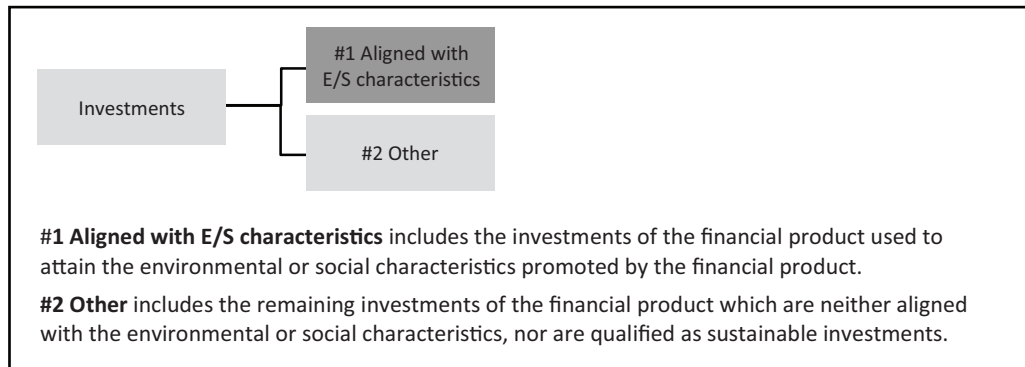 #1 Aligned with
E/S characteristics
Investments
#2 Other
#1 Aligned with E/S characteristics includes the investments of the financial product used to
attain the environmental or social characteristics promoted by the financial product.
#2 Other includes the remaining investments of the financial product which are neither aligned
with the environmental or social characteristics, nor are qualified as sustainable investments.